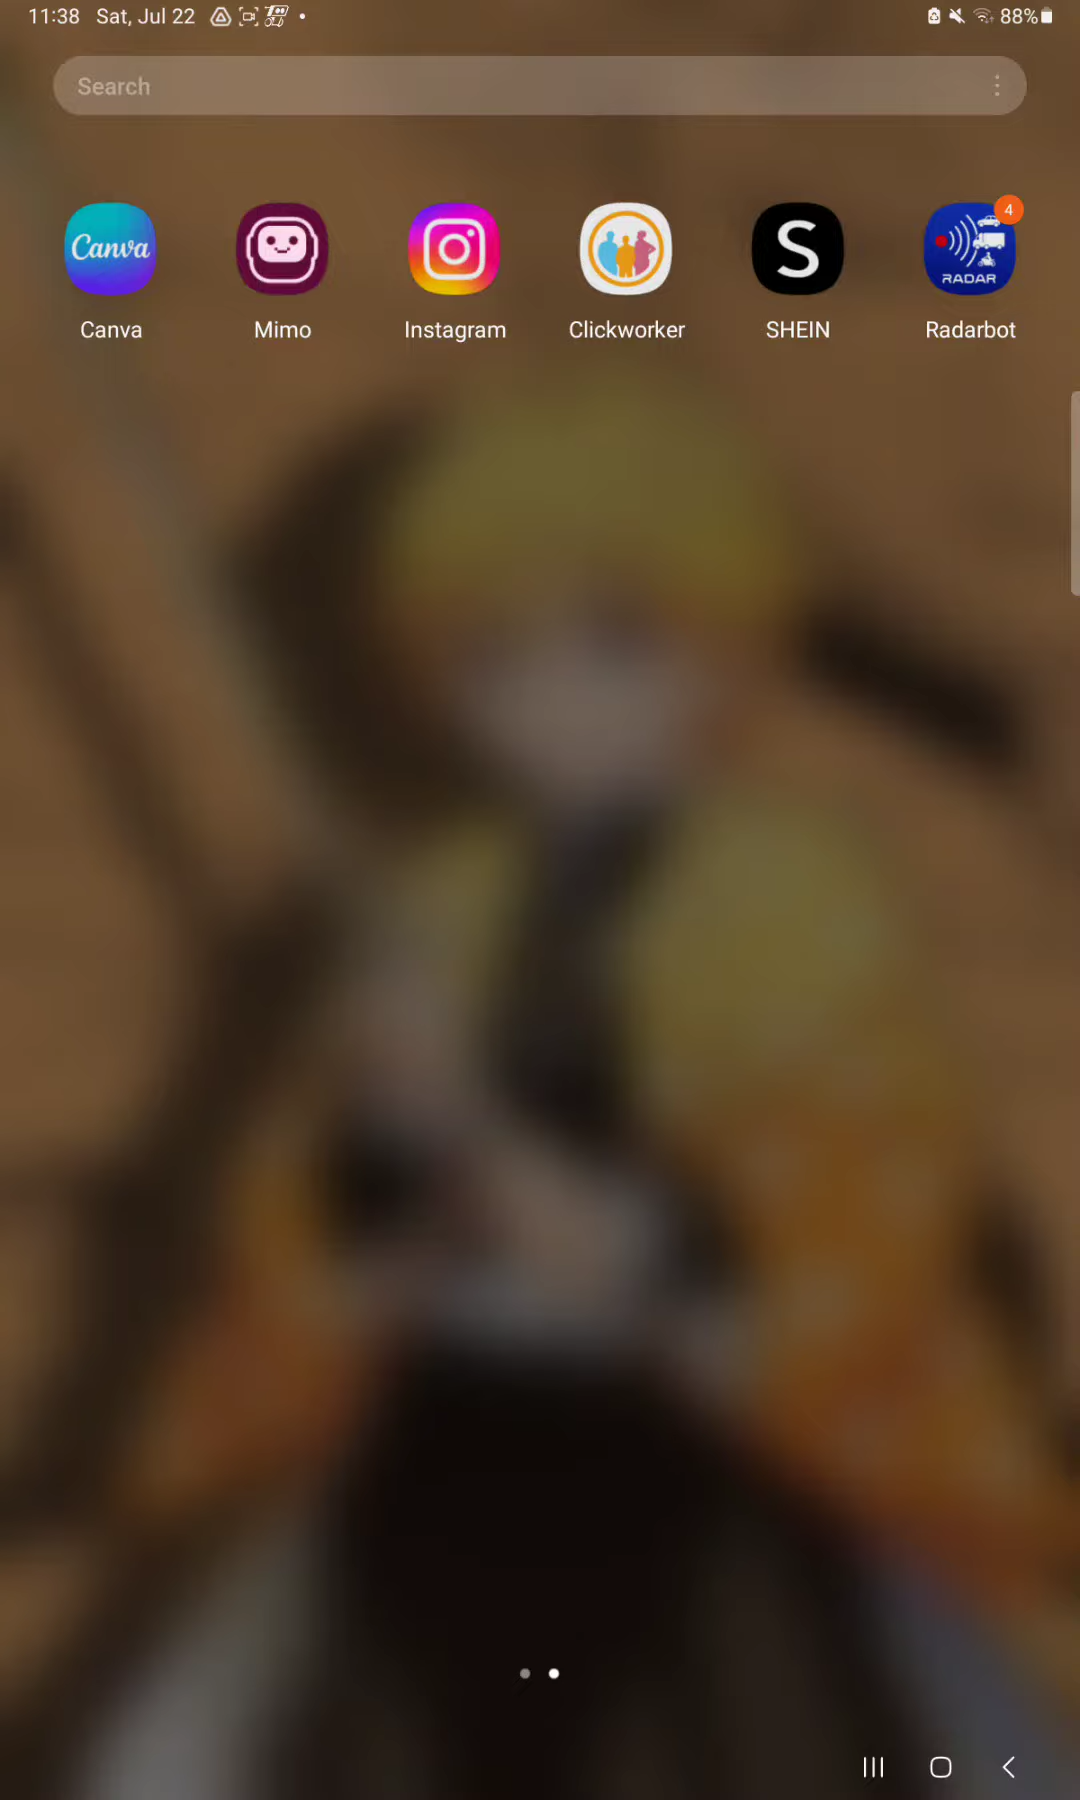 11:38 Sat, Jul 22 88%
Search
Canva
4
RADAR
Canva Mimo Instagram Clickworker SHEIN Radarbot